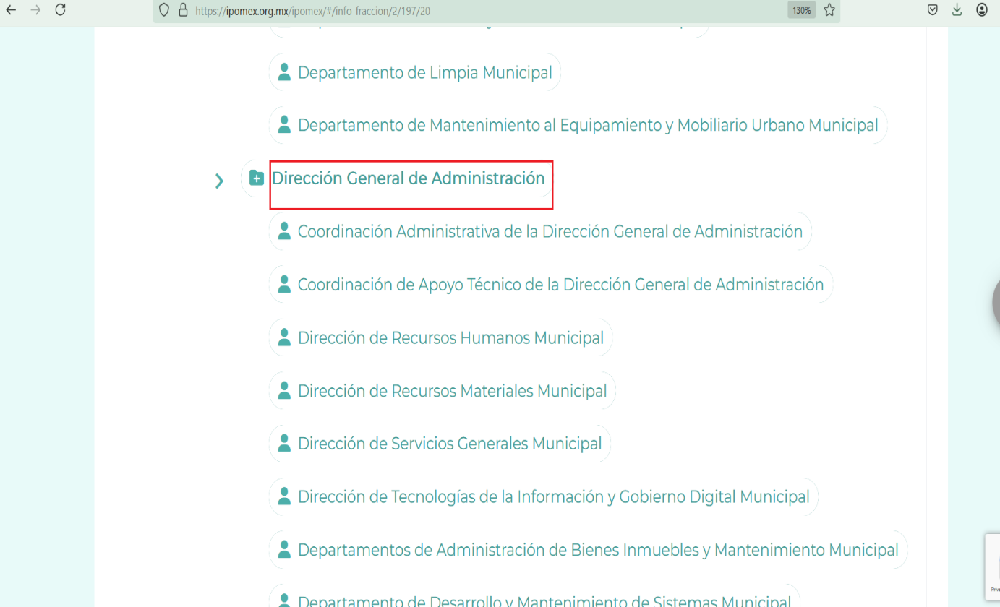 https://ipomex.org.mx/ipomex/#/info-fraccion/2/197/20
130%
Departamento de Limpia Municipal
Departamento de Mantenimiento al Equipamiento y Mobiliario Urbano Municipal
Dirección General de Administración
Coordinación Administrativa de la Dirección General de Administración
Coordinación de Apoyo Técnico de la Dirección General de Administración
Dirección de Recursos Humanos Municipal
Dirección de Recursos Materiales Municipal
Dirección de Servicios Generales Municipal
Dirección de Tecnologías de la Información y Gobierno Digital Municipal
Departamentos de Administración de Bienes Inmuebles y Mantenimiento Municipal
Departamento de Desarrollo y Mantenimiento de Sistemas Municipal